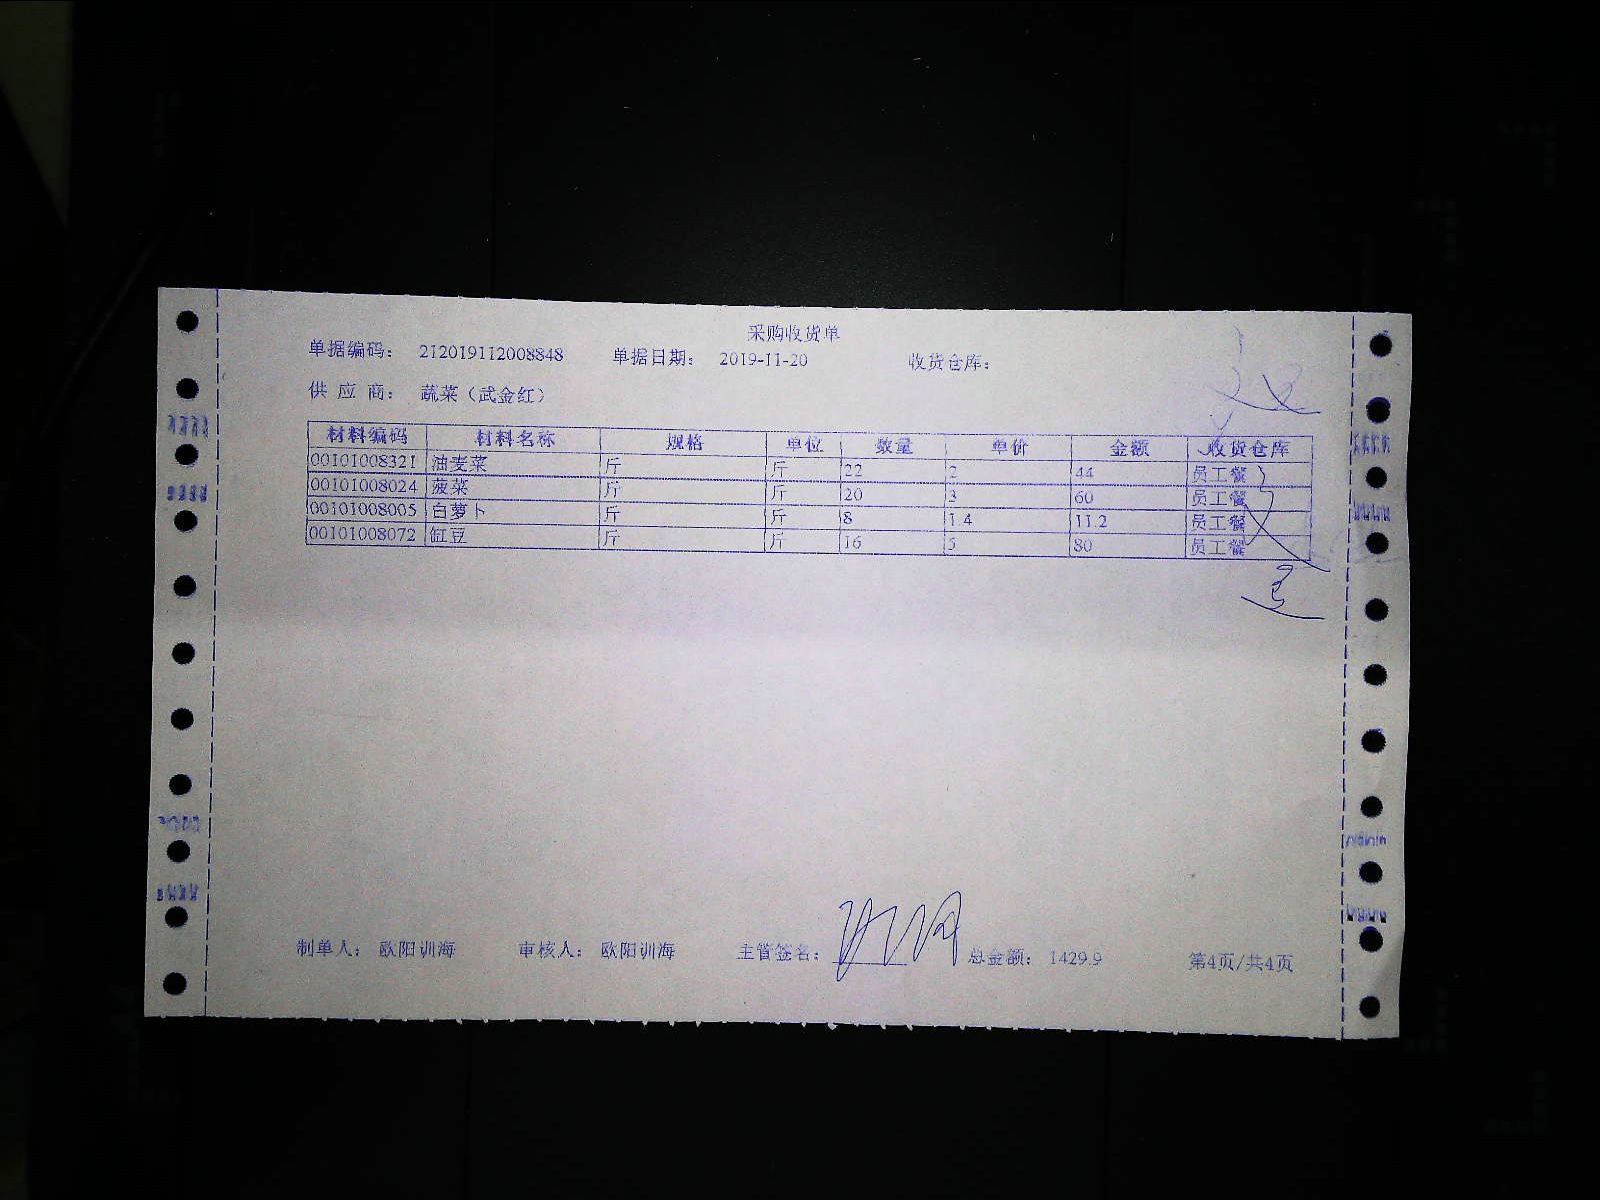 采购收货单
单据编码： 212019112008848 单据日期： 2019-11-20 收货仓库：
供 应 商： 蔬菜（武金红）
材料编码 材料名称 规格 单位 数量 单价 金额 收货仓库
00101008321 油麦菜 斤 斤 22 2 44 员工餐
00101008024 菠菜 斤 斤 20 3 60 员工餐
00101008005 白萝卜 斤 斤 8 1.4 11.2 员工餐
00101008072 缸豆 斤 斤 16 5 80 员工餐
制单人： 欧阳训海 审核人： 欧阳训海 主管签名： 总金额： 1429.9 第4页/共4页